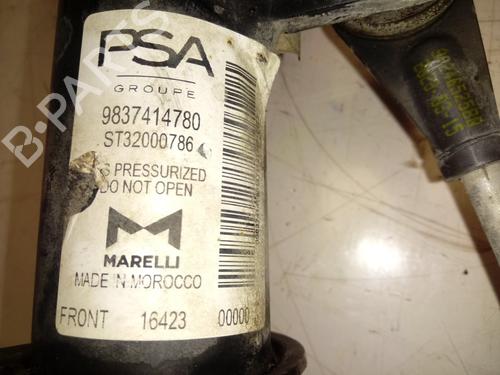 PSA
GROUPE
9837414780
ST32000786
S PRESSURIZED
DO NOT OPEN
MARELLI
MADE IN MOROCCO
FRONT 16423 00000
B-PARTS